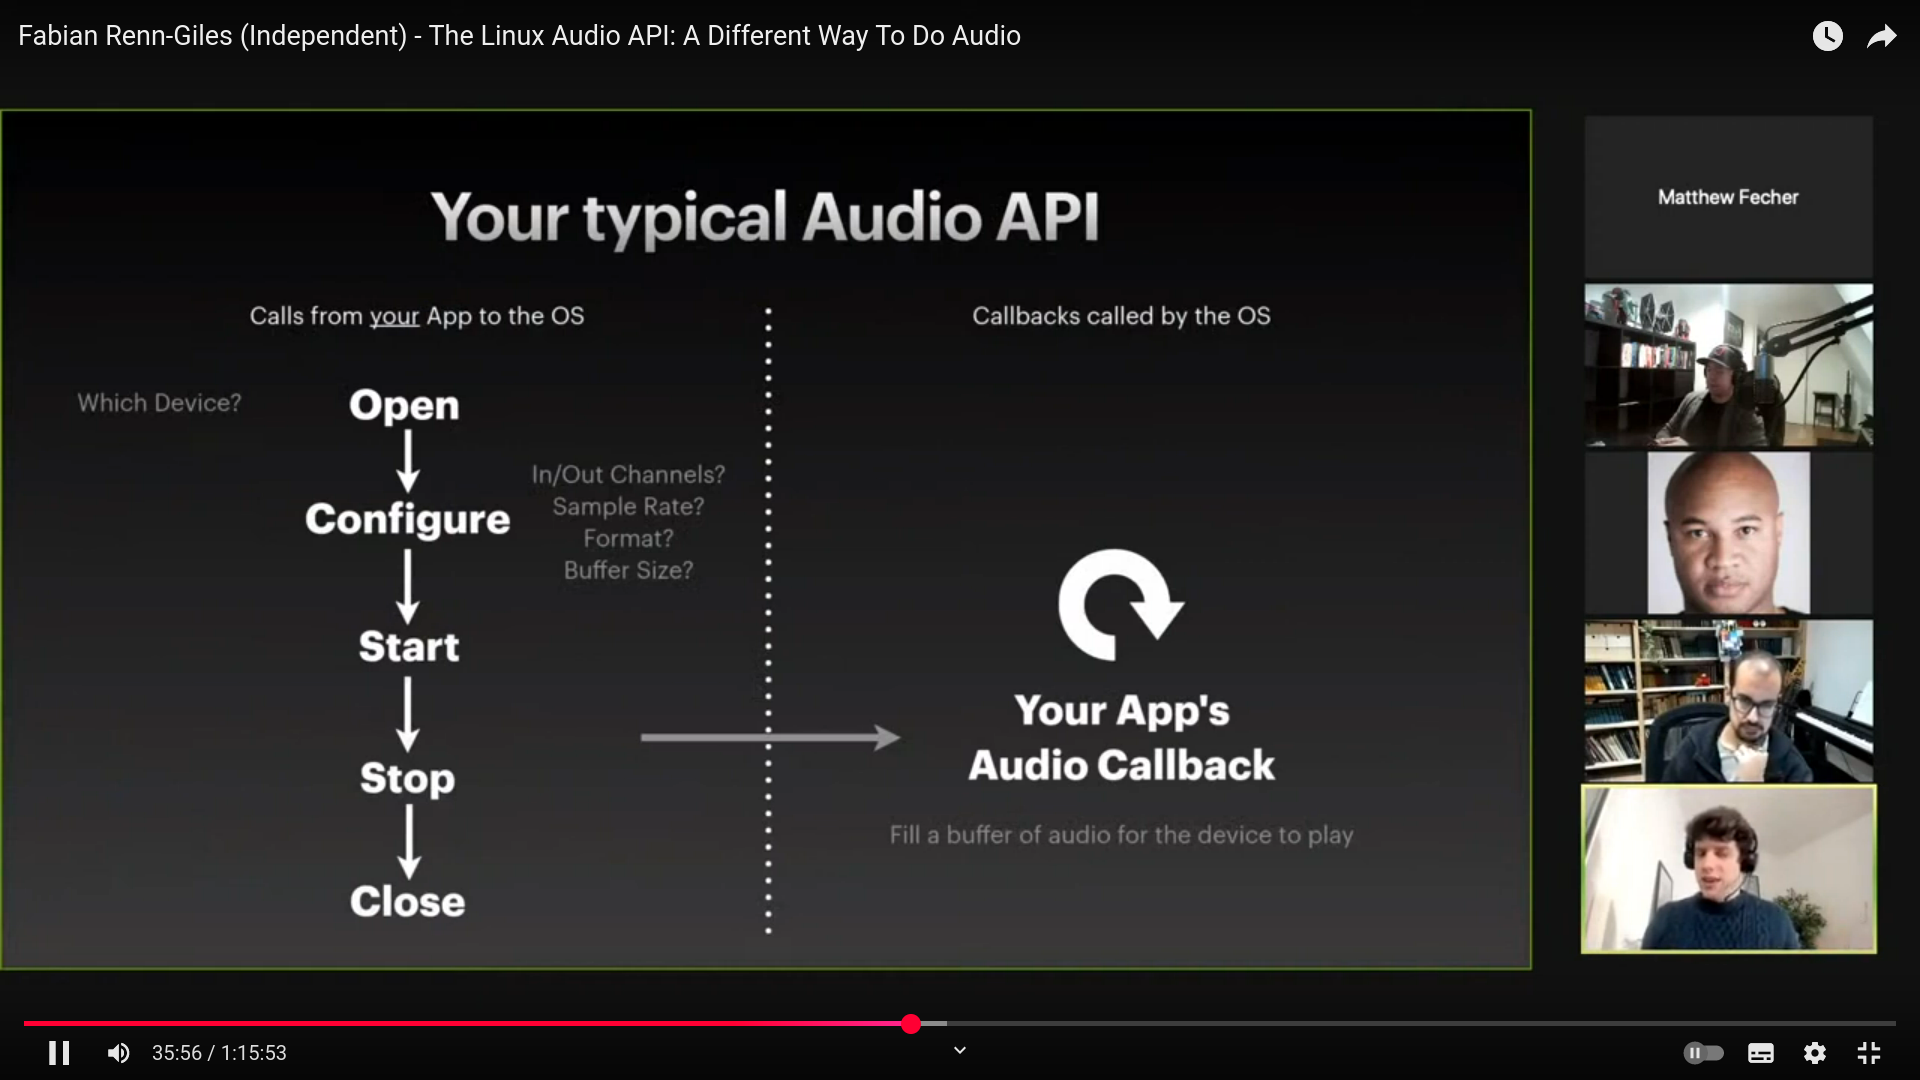 Fabian Renn-Giles (Independent) - The Linux Audio API: A Different Way To Do Audio
Your typical Audio API
Calls from your App to the OS
Which Device?
Open
Configure
In/Out Channels?
Sample Rate?
Format?
Buffer Size?
Start
Stop
Close
Callbacks called by the OS
Your App's
Audio Callback
Fill a buffer of audio for the device to play
Matthew Fecher
35:56 / 1:15:53